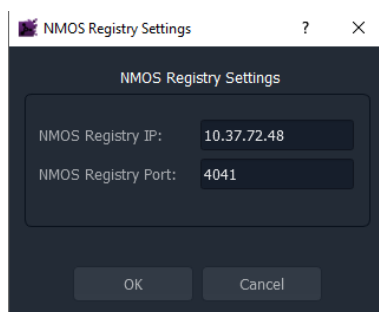 NMOS Registry Settings ?
NMOS Registry Settings
NMOS Registry IP: 10.37.72.48
NMOS Registry Port: 4041
OK Cancel